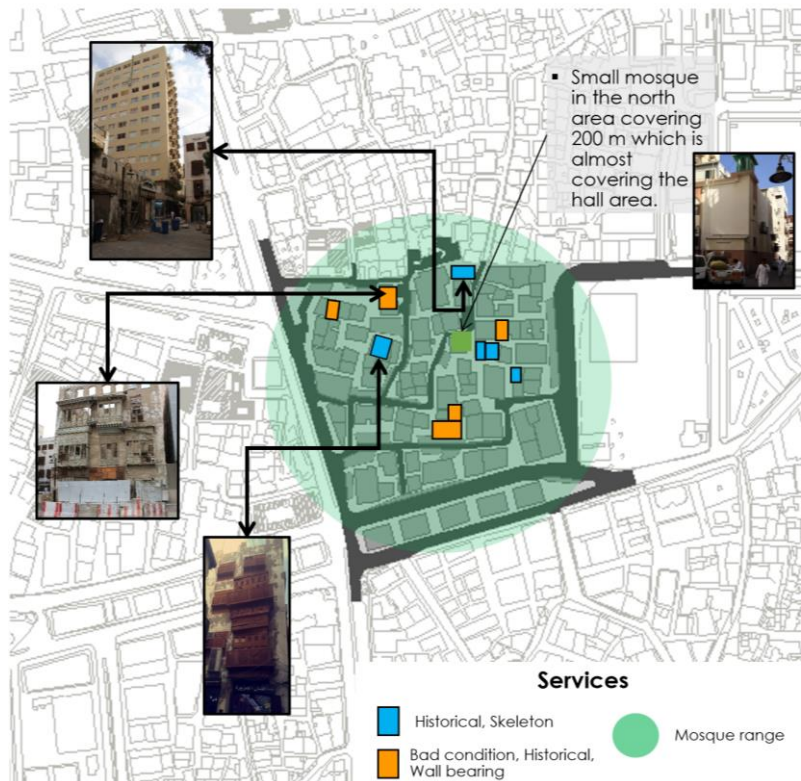 ▪ Small mosque
in the north
area covering
200 m which is
almost
covering the
hall area.
Services
Historical, Skeleton
Mosque range
Bad condition, Historical,
Wall bearing